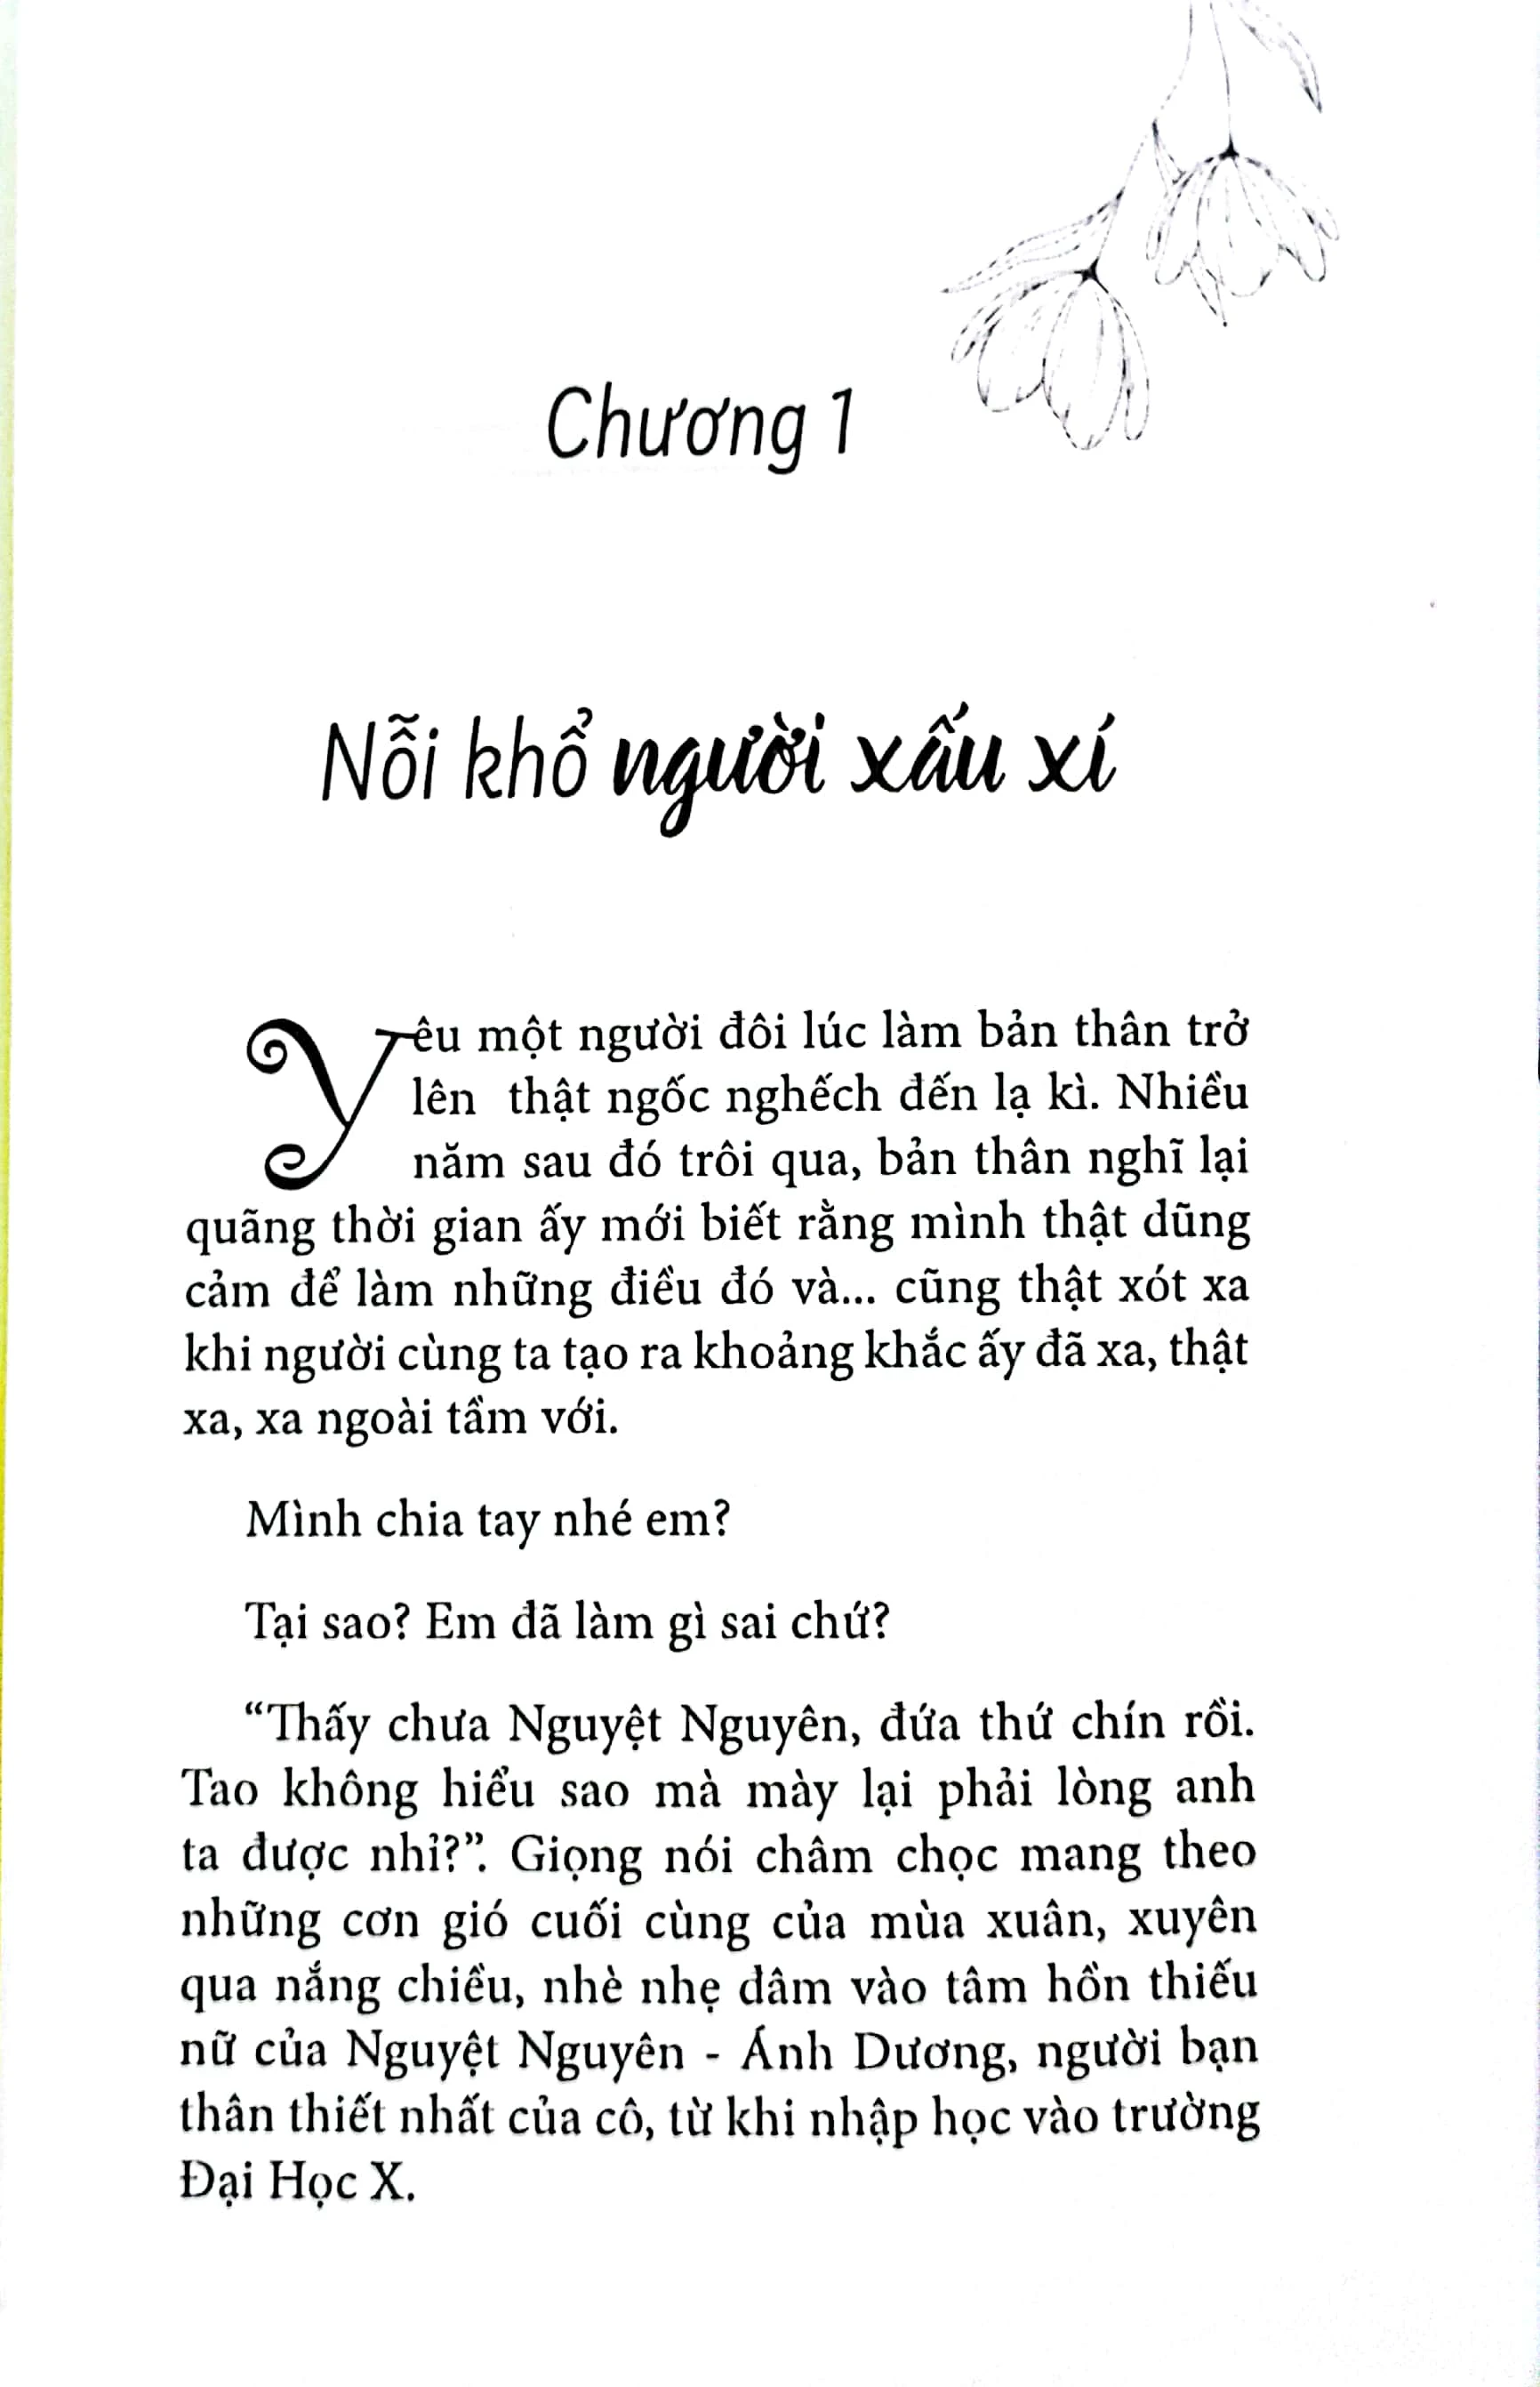 Chương 1
Nỗi khổ người xấu xí
Yêu một người đôi lúc làm bản thân trở
lên thật ngốc nghếch đến lạ kì. Nhiều
năm sau đó trôi qua, bản thân nghĩ lại
quãng thời gian ấy mới biết rằng mình thật dũng
cảm để làm những điều đó và... cũng thật xót xa
khi người cùng ta tạo ra khoảng khắc ấy đã xa, thật
xa, xa ngoài tầm với.
Mình chia tay nhé em?
Tại sao? Em đã làm gì sai chứ?
“Thấy chưa Nguyệt Nguyên, đứa thứ chín rồi.
Tao không hiểu sao mà mày lại phải lòng anh
ta được nhỉ?”. Giọng nói châm chọc mang theo
những cơn gió cuối cùng của mùa xuân, xuyên
qua nắng chiều, nhè nhẹ dâm vào tâm hồn thiếu
nữ của Nguyệt Nguyên - Ánh Dương, người bạn
thân thiết nhất của cô, từ khi nhập học vào trường
Đại Học X.